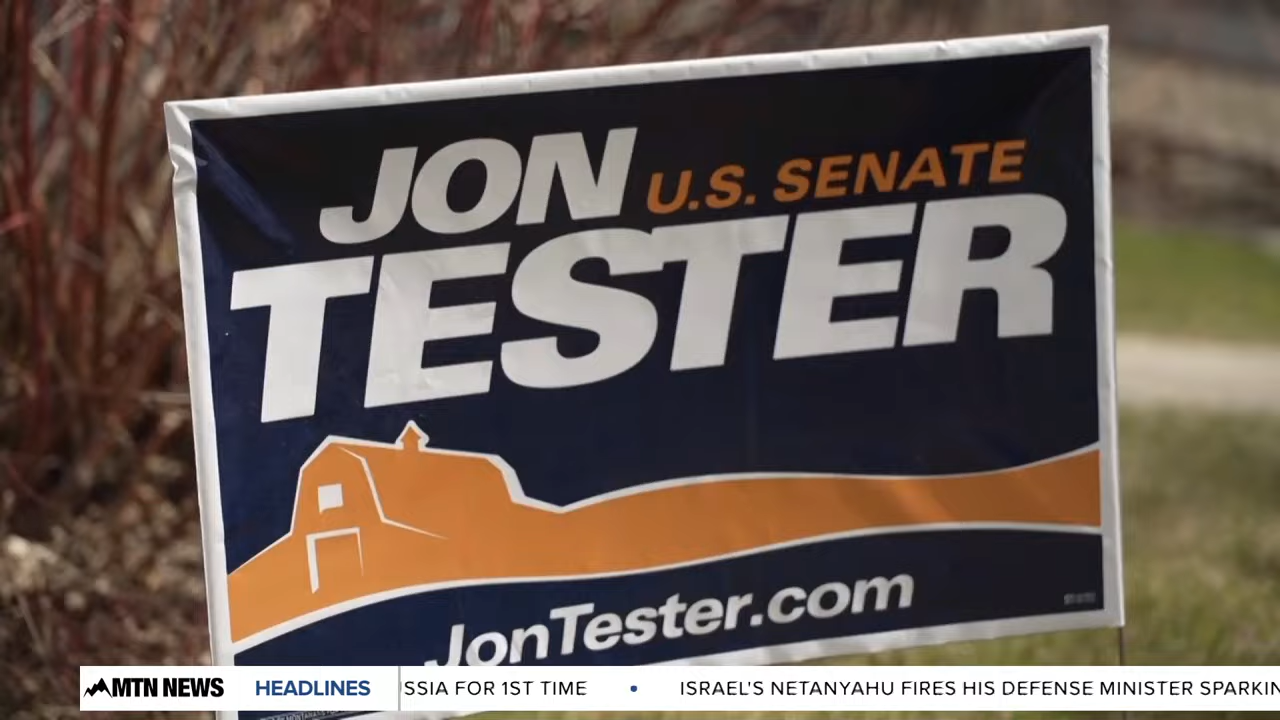 JON U.S. SENATE
TESTER
JonTester.com
MTN NEWS HEADLINES SSIA FOR 1ST TIME • ISRAEL'S NETANYAHU FIRES HIS DEFENSE MINISTER SPARKIN